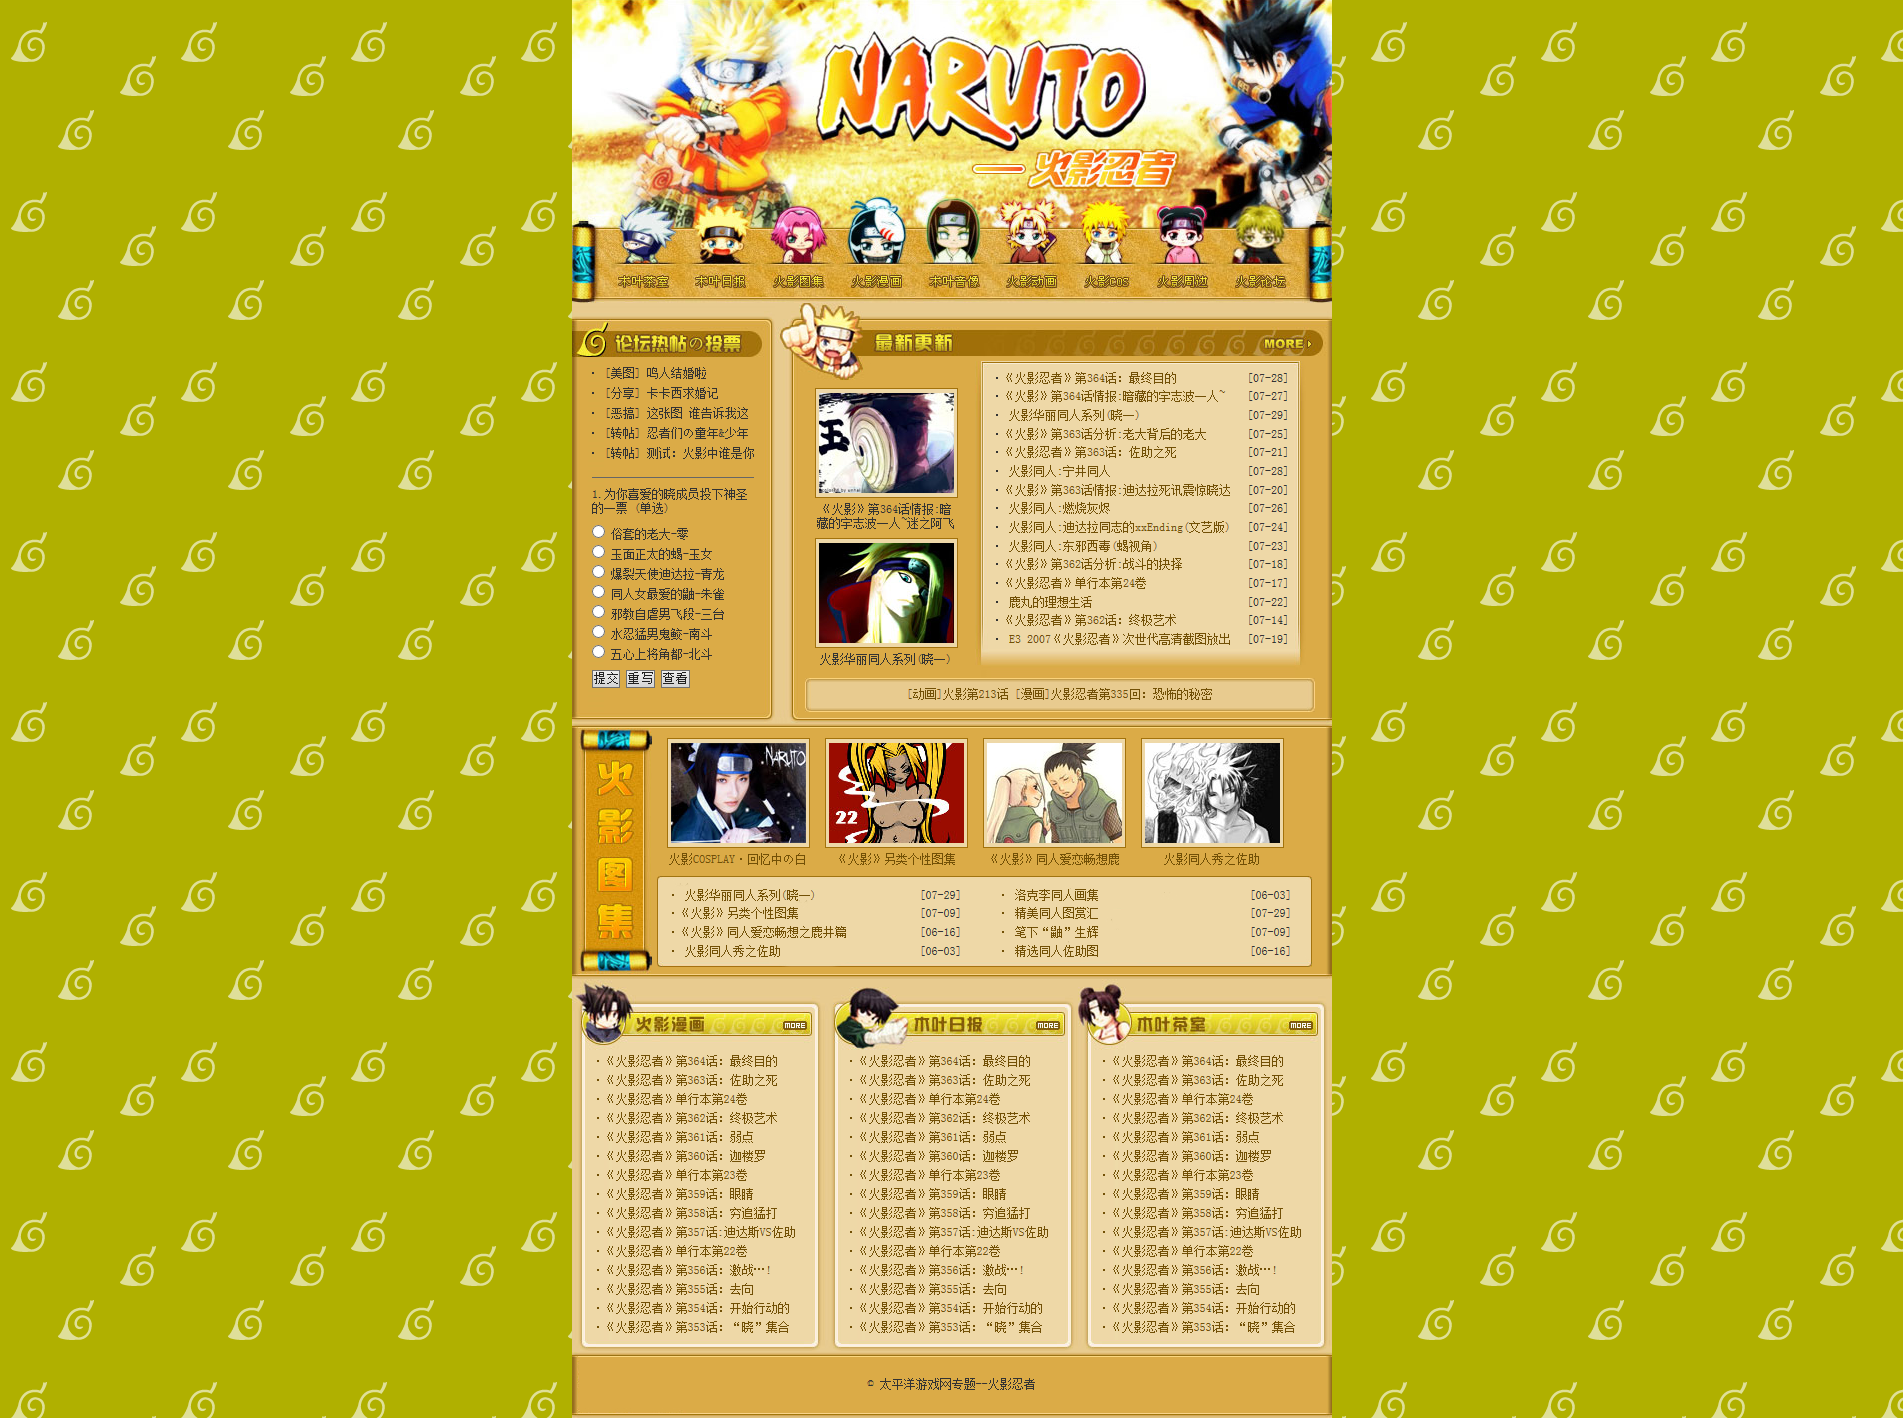 NARUTO
火影忍者
木叶茶室 木叶日报 火影图集 火影漫画 木叶音像 火影动画 火影COS 火影周边 火影论坛
论坛热帖の投票
· [美图] 鸣人结婚啦
· [分享] 卡卡西求婚记
· [恶搞] 这张图 谁告诉我这
· [转帖] 忍者们の童年&少年
· [转帖] 测试：火影中谁是你
1.为你喜爱的晓成员投下神圣
的一票 (单选)
俗套的老大-零
玉面正太的蝎-玉女
爆裂天使迪达拉-青龙
同人女最爱的鼬-朱雀
邪教自虐男飞段-三台
水忍猛男鬼鲛-南斗
五心上将角都-北斗
提交 重写 查看
最新更新 MORE
玉
《火影》第364话情报:暗
藏的宇志波一人~迷之阿飞
火影华丽同人系列(晓一)
·《火影忍者》第364话：最终目的 [07-28]
·《火影》第364话情报:暗藏的宇志波一人~ [07-27]
· 火影华丽同人系列(晓一) [07-29]
·《火影》第363话分析:老大背后的老大 [07-25]
·《火影忍者》第363话：佐助之死 [07-21]
· 火影同人:宁井同人 [07-28]
·《火影》第363话情报:迪达拉死讯震惊晓达 [07-20]
· 火影同人:燃烧灰烬 [07-26]
· 火影同人:迪达拉同志的xxEnding(文艺版) [07-24]
· 火影同人:东邪西毒(蝎视角) [07-23]
·《火影》第362话分析:战斗的抉择 [07-18]
·《火影忍者》单行本第24卷 [07-17]
· 鹿丸的理想生活 [07-22]
·《火影忍者》第362话：终极艺术 [07-14]
· E3 2007《火影忍者》次世代高清截图放出 [07-19]
[动画]火影第213话 [漫画]火影忍者第335回：恐怖的秘密
火影图集
NARUTO
22
火影COSPLAY·回忆中の白
《火影》另类个性图集
《火影》同人爱恋畅想鹿
火影同人秀之佐助
· 火影华丽同人系列(晓一) [07-29]
·《火影》另类个性图集 [07-09]
·《火影》同人爱恋畅想之鹿井篇 [06-16]
· 火影同人秀之佐助 [06-03]
· 洛克李同人画集 [06-03]
· 精美同人图赏汇 [07-29]
· 笔下“鼬”生辉 [07-09]
· 精选同人佐助图 [06-16]
火影漫画 MORE
·《火影忍者》第364话：最终目的
·《火影忍者》第363话：佐助之死
·《火影忍者》单行本第24卷
·《火影忍者》第362话：终极艺术
·《火影忍者》第361话：弱点
·《火影忍者》第360话：迦楼罗
·《火影忍者》单行本第23卷
·《火影忍者》第359话：眼睛
·《火影忍者》第358话：穷追猛打
·《火影忍者》第357话:迪达斯VS佐助
·《火影忍者》单行本第22卷
·《火影忍者》第356话：激战…!
·《火影忍者》第355话：去向
·《火影忍者》第354话：开始行动的
·《火影忍者》第353话：“晓”集合
木叶日报 MORE
·《火影忍者》第364话：最终目的
·《火影忍者》第363话：佐助之死
·《火影忍者》单行本第24卷
·《火影忍者》第362话：终极艺术
·《火影忍者》第361话：弱点
·《火影忍者》第360话：迦楼罗
·《火影忍者》单行本第23卷
·《火影忍者》第359话：眼睛
·《火影忍者》第358话：穷追猛打
·《火影忍者》第357话:迪达斯VS佐助
·《火影忍者》单行本第22卷
·《火影忍者》第356话：激战…!
·《火影忍者》第355话：去向
·《火影忍者》第354话：开始行动的
·《火影忍者》第353话：“晓”集合
木叶茶室 MORE
·《火影忍者》第364话：最终目的
·《火影忍者》第363话：佐助之死
·《火影忍者》单行本第24卷
·《火影忍者》第362话：终极艺术
·《火影忍者》第361话：弱点
·《火影忍者》第360话：迦楼罗
·《火影忍者》单行本第23卷
·《火影忍者》第359话：眼睛
·《火影忍者》第358话：穷追猛打
·《火影忍者》第357话:迪达斯VS佐助
·《火影忍者》单行本第22卷
·《火影忍者》第356话：激战…!
·《火影忍者》第355话：去向
·《火影忍者》第354话：开始行动的
·《火影忍者》第353话：“晓”集合
© 太平洋游戏网专题--火影忍者